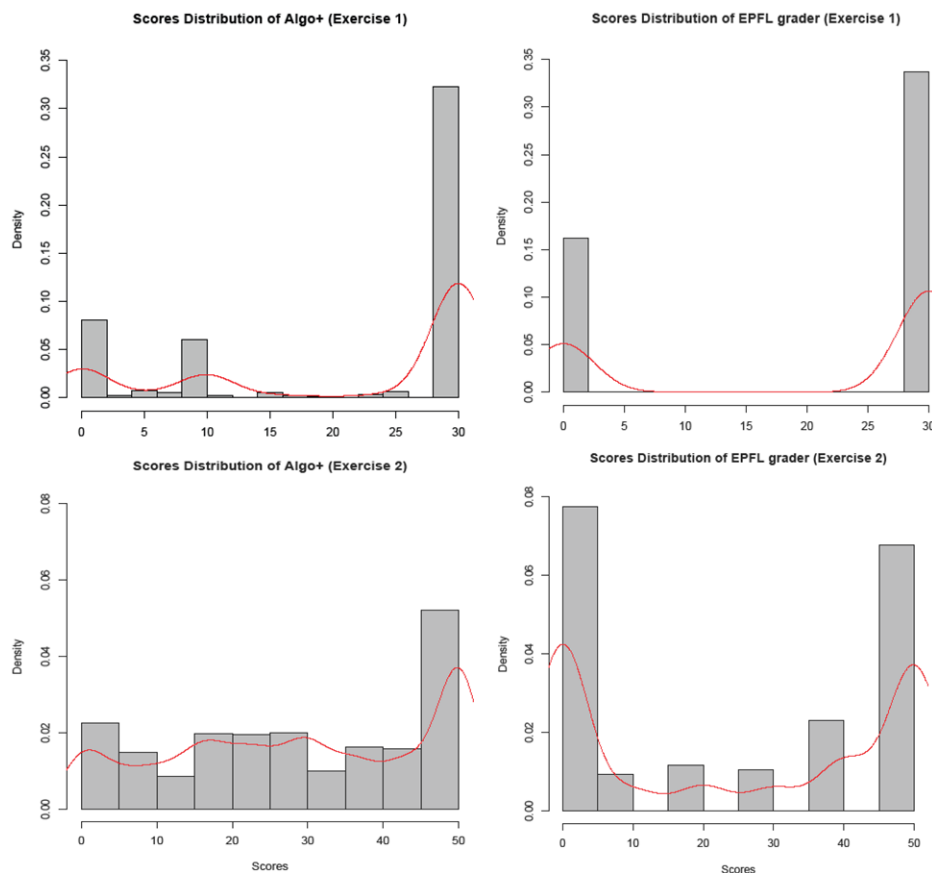 Scores Distribution of Algo+ (Exercise 1)
Density
0.35
0.30
0.25
0.20
0.15
0.10
0.05
0.00
0 5 10 15 20 25 30
Scores Distribution of EPFL grader (Exercise 1)
Density
0.35
0.30
0.25
0.20
0.15
0.10
0.05
0.00
0 5 10 15 20 25 30
Scores Distribution of Algo+ (Exercise 2)
Density
0.08
0.06
0.04
0.02
0.00
0 10 20 30 40 50
Scores
Scores Distribution of EPFL grader (Exercise 2)
Density
0.08
0.06
0.04
0.02
0.00
0 10 20 30 40 50
Scores